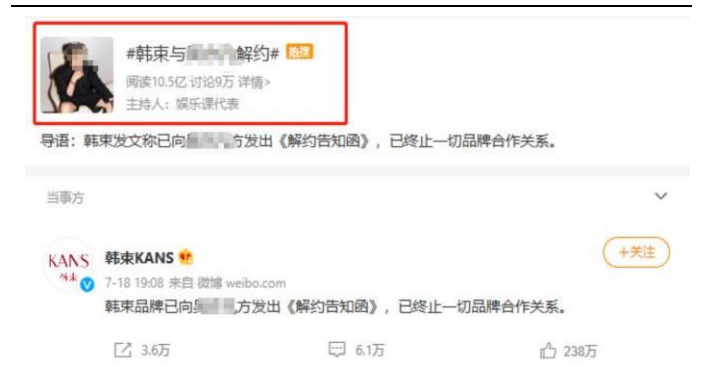 #韩束与 解约# 热搜
阅读10.5亿 讨论9万 详情>
主持人：娱乐课代表
导语：韩束发文称已向 方发出《解约告知函》，已终止一切品牌合作关系。
当事方
KANS
韩束
韩束KANS
+关注
7-18 19:08 来自 微博 weibo.com
韩束品牌已向 方发出《解约告知函》，已终止一切品牌合作关系。
3.6万 6.1万 238万